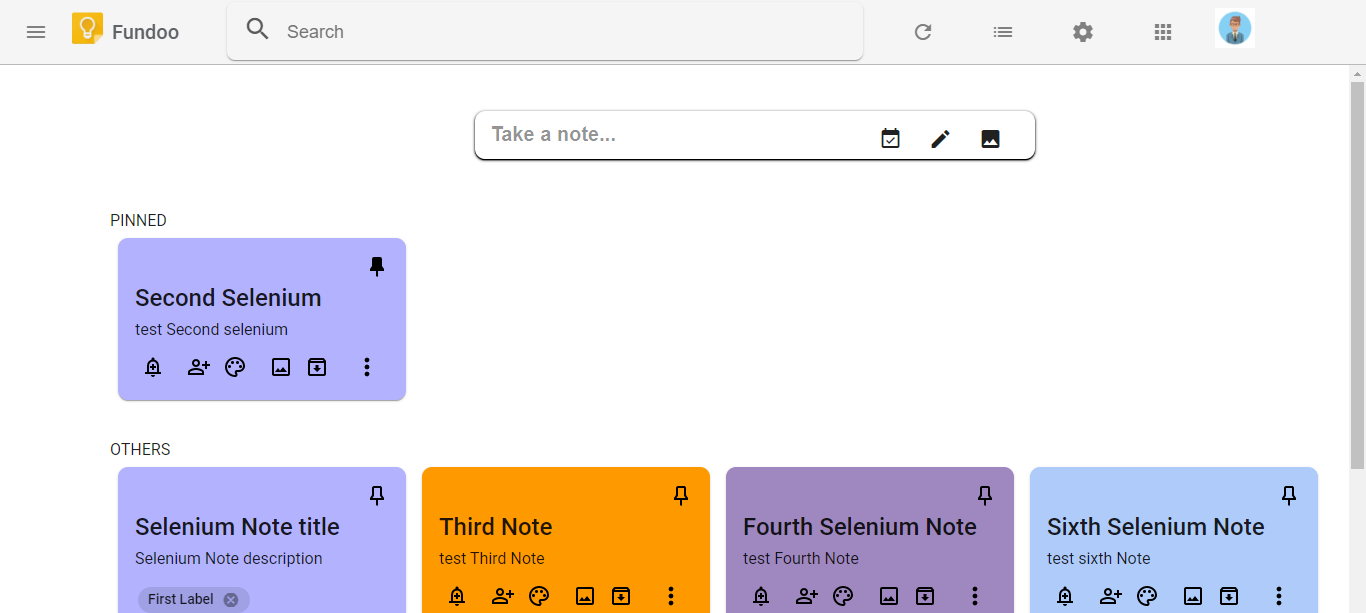 Fundoo
Search
Take a note...
PINNED
Second Selenium
test Second selenium
OTHERS
Selenium Note title
Selenium Note description
First Label
Third Note
test Third Note
Fourth Selenium Note
test Fourth Note
Sixth Selenium Note
test sixth Note